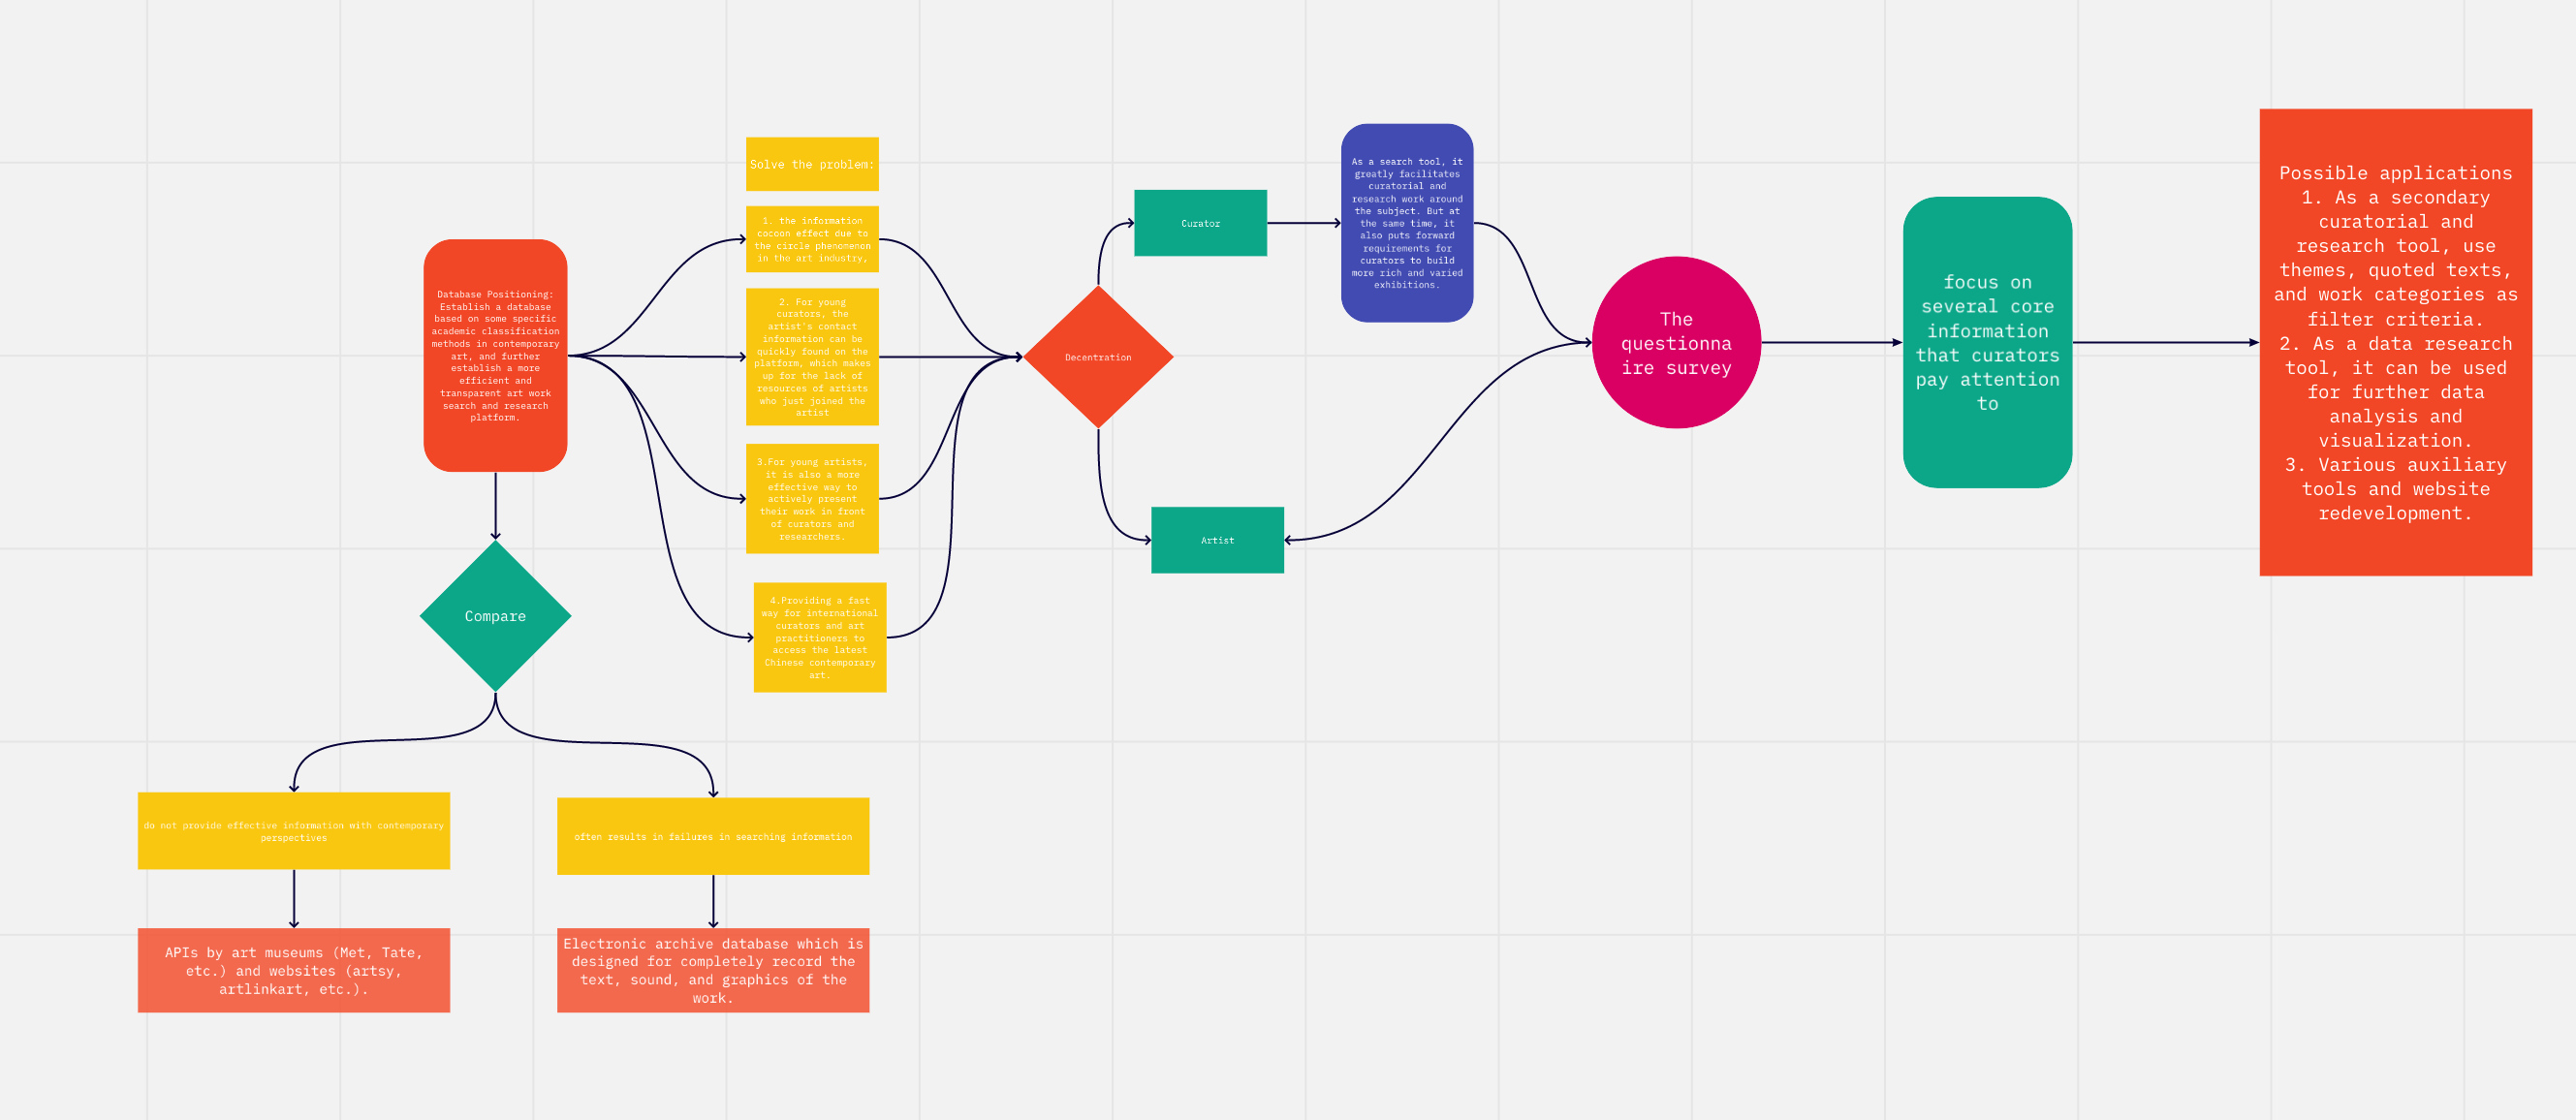 Database Positioning:
Establish a database
based on some specific
academic classification
methods in contemporary
art, and further
establish a more
efficient and
transparent art work
search and research
platform.
Compare
do not provide effective information with contemporary
perspectives
APIs by art museums (Met, Tate,
etc.) and websites (artsy,
artlinkart, etc.).
often results in failures in searching information
Electronic archive database which is
designed for completely record the
text, sound, and graphics of the
work.
Solve the problem:
1. the information
cocoon effect due to
the circle phenomenon
in the art industry,
2. For young
curators, the
artist's contact
information can be
quickly found on the
platform, which makes
up for the lack of
resources of artists
who just joined the
artist
3.For young artists,
it is also a more
effective way to
actively present
their work in front
of curators and
researchers.
4.Providing a fast
way for international
curators and art
practitioners to
access the latest
Chinese contemporary
art.
Decentration
Curator
As a search tool, it
greatly facilitates
curatorial and
research work around
the subject. But at
the same time, it
also puts forward
requirements for
curators to build
more rich and varied
exhibitions.
Artist
The
questionna
ire survey
focus on
several core
information
that curators
pay attention
to
Possible applications
1. As a secondary
curatorial and
research tool, use
themes, quoted texts,
and work categories as
filter criteria.
2. As a data research
tool, it can be used
for further data
analysis and
visualization.
3. Various auxiliary
tools and website
redevelopment.